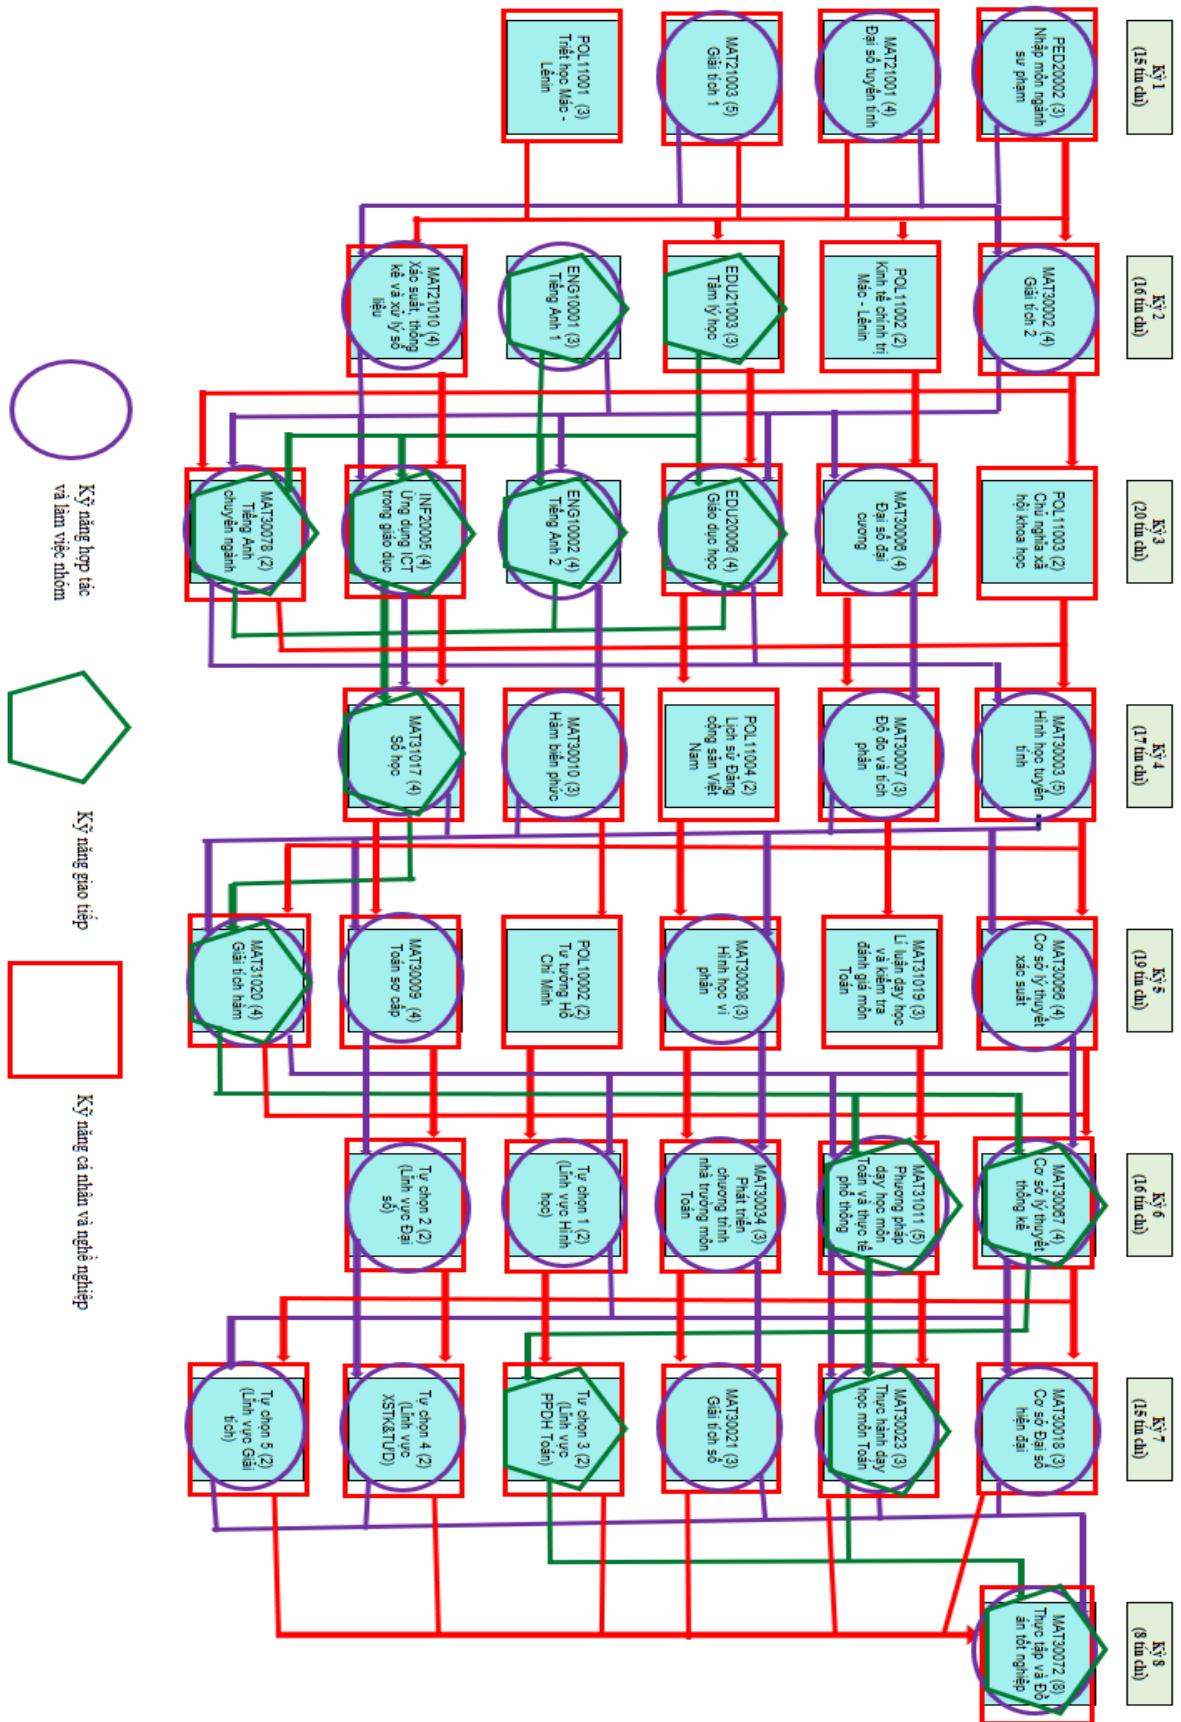 Kỳ 1
(15 tín chỉ)
PED20002 (3)
Nhập môn ngành
sư phạm
MAT21001 (4)
Đại số tuyến tính
MAT21003 (5)
Giải tích 1
POL11001 (3)
Triết học Mác -
Lênin
Kỳ 2
(16 tín chỉ)
MAT30002 (4)
Giải tích 2
POL11002 (2)
Kinh tế chính trị
Mác - Lênin
EDU21003 (3)
Tâm lý học
ENG10001 (3)
Tiếng Anh 1
MAT21010 (4)
Xác suất, thống
kê và xử lý số
liệu
Kỳ 3
(20 tín chỉ)
POL11003 (2)
Chủ nghĩa xã
hội khoa học
MAT30006 (4)
Đại số đại
cương
EDU20006 (4)
Giáo dục học
ENG10002 (4)
Tiếng Anh 2
INF20005 (4)
Ứng dụng ICT
trong giáo dục
MAT30078 (2)
Tiếng Anh
chuyên ngành
Kỳ 4
(17 tín chỉ)
MAT30003 (5)
Hình học tuyến
tính
MAT30007 (3)
Độ đo và tích
phân
POL11004 (2)
Lịch sử Đảng
cộng sản Việt
Nam
MAT30010 (3)
Hàm biến phức
MAT31017 (4)
Số học
Kỳ 5
(19 tín chỉ)
MAT30066 (4)
Cơ sở lý thuyết
xác suất
MAT31019 (3)
Lí luận dạy học
và kiểm tra
đánh giá môn
Toán
MAT30008 (3)
Hình học vi
phân
POL10002 (2)
Tư tưởng Hồ
Chí Minh
MAT30009 (4)
Toán sơ cấp
MAT31020 (4)
Giải tích hàm
Kỳ 6
(16 tín chỉ)
MAT30067 (4)
Cơ sở lý thuyết
thống kê
MAT31011 (5)
Phương pháp
dạy học môn
Toán và thực tế
phổ thông
MAT30034 (3)
Phát triển
chương trình
nhà trường môn
Toán
Tự chọn 1 (2)
(Lĩnh vực Hình
học)
Tự chọn 2 (2)
(Lĩnh vực Đại
số)
Kỳ 7
(15 tín chỉ)
MAT30018 (3)
Cơ sở Đại số
hiện đại
MAT30023 (3)
Thực hành dạy
học môn Toán
MAT30021 (3)
Giải tích số
Tự chọn 3 (2)
(Lĩnh vực
PPDH Toán)
Tự chọn 4 (2)
(Lĩnh vực
XSTK&TƯD)
Tự chọn 5 (2)
(Lĩnh vực Giải
tích)
Kỳ 8
(8 tín chỉ)
MAT30072 (8)
Thực tập và Đồ
án tốt nghiệp
Kỹ năng hợp tác
và làm việc nhóm
Kỹ năng giao tiếp
Kỹ năng cá nhân và nghề nghiệp